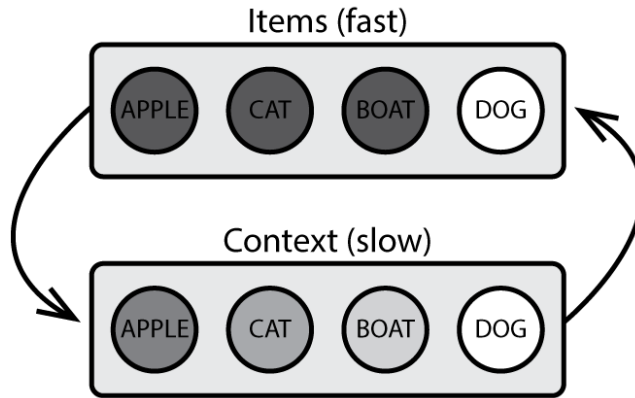 Items (fast)
APPLE CAT BOAT DOG
Context (slow)
APPLE CAT BOAT DOG